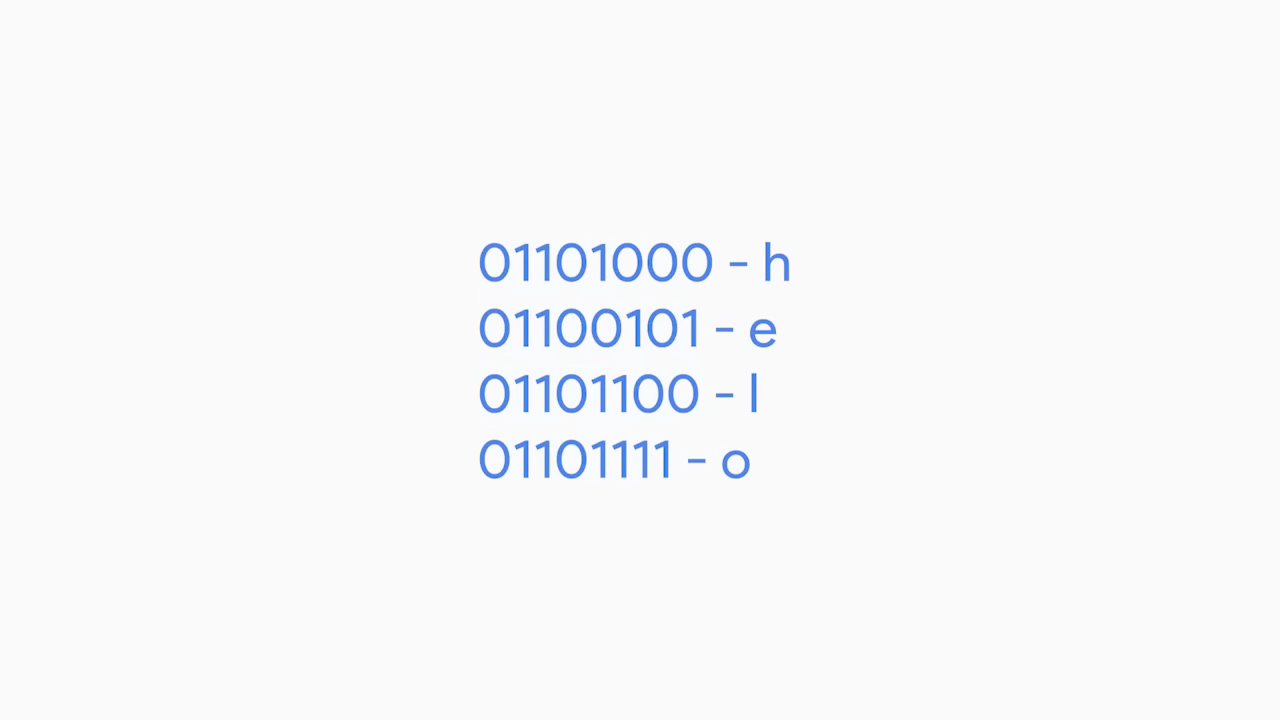 01101000 - h
01100101 - e
01101100 - l
01101111 - o